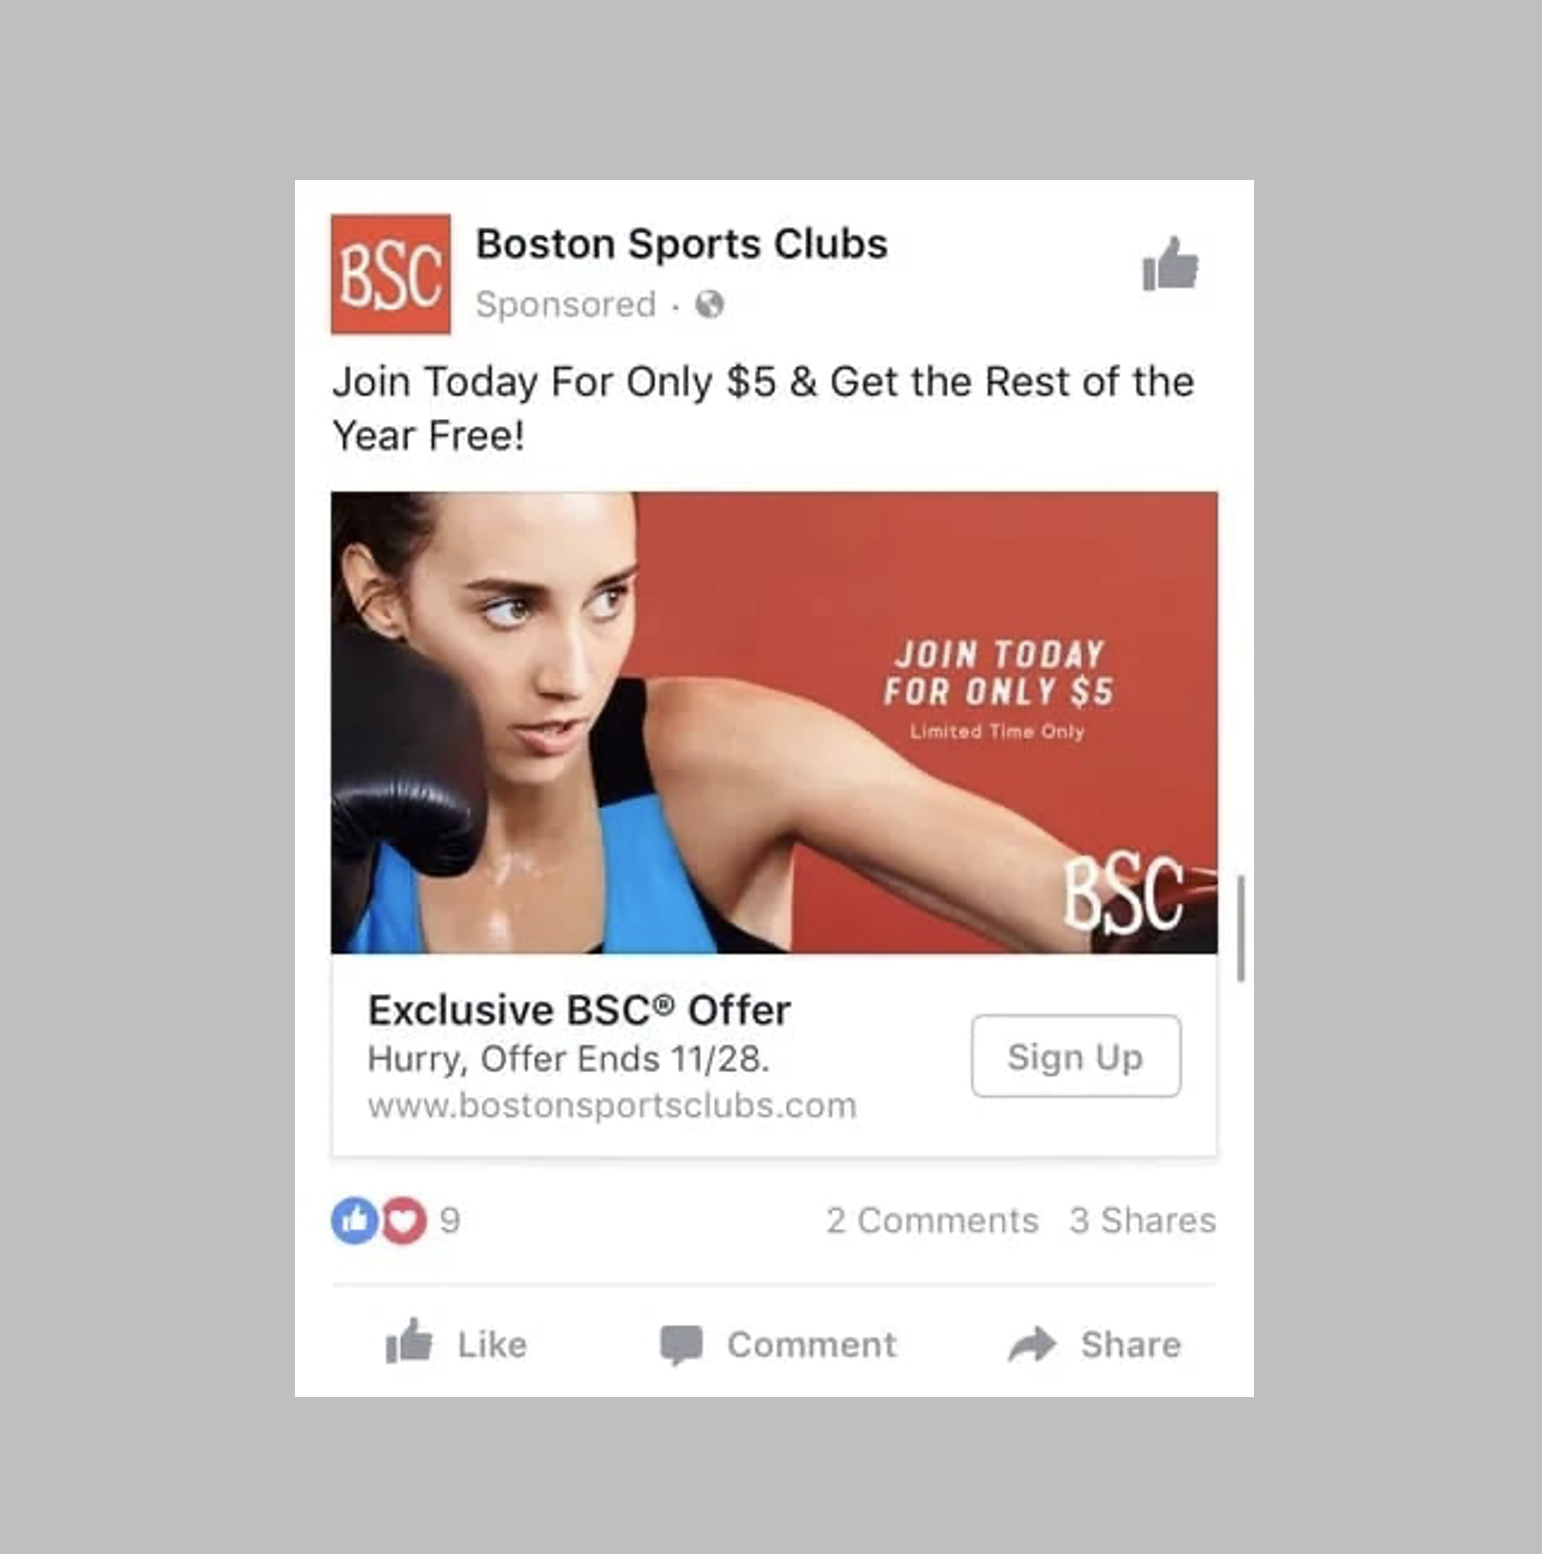 BSC
Boston Sports Clubs
Sponsored ·
Join Today For Only $5 & Get the Rest of the
Year Free!
JOIN TODAY
FOR ONLY $5
Limited Time Only
BSC
Exclusive BSC® Offer
Hurry, Offer Ends 11/28.
www.bostonsportsclubs.com
Sign Up
9
2 Comments 3 Shares
Like Comment Share